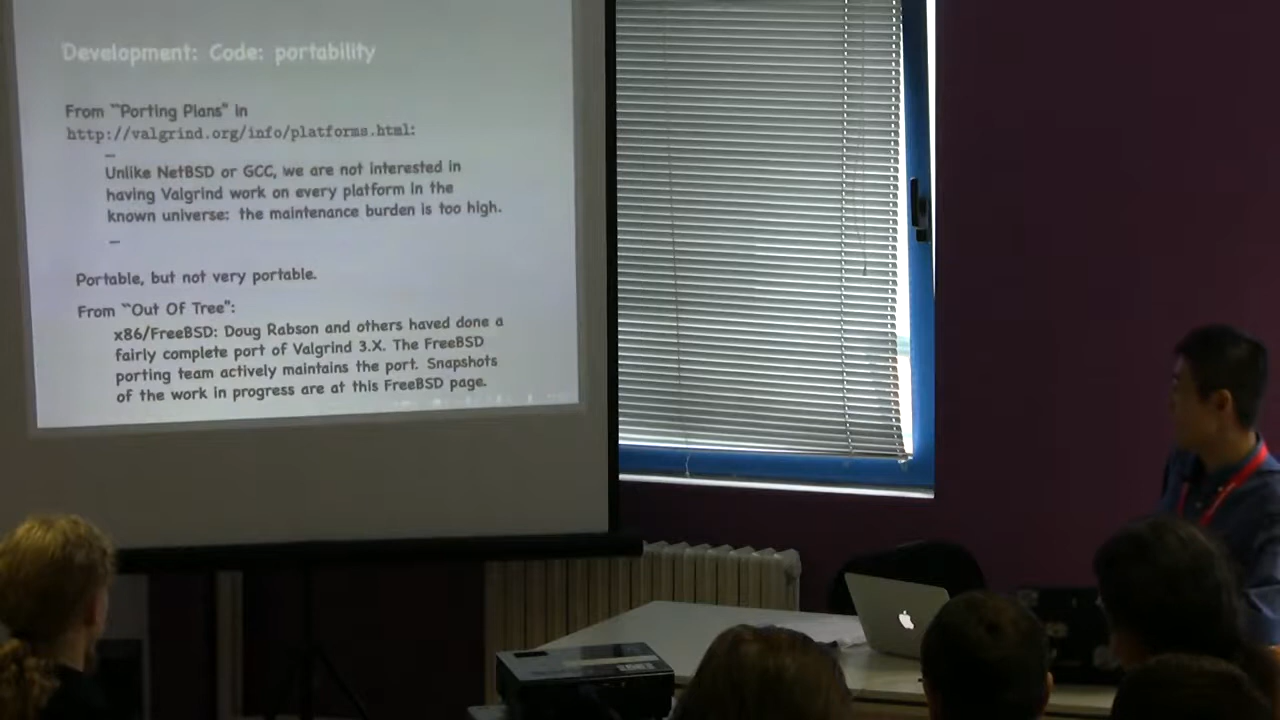 Development: Code: portability
From "Porting Plans" in
http://valgrind.org/info/platforms.html:
…
Unlike NetBSD or GCC, we are not interested in
having Valgrind work on every platform in the
known universe: the maintenance burden is too high.
…
Portable, but not very portable.
From "Out Of Tree":
x86/FreeBSD: Doug Rabson and others haved done a
fairly complete port of Valgrind 3.X. The FreeBSD
porting team actively maintains the port. Snapshots
of the work in progress are at this FreeBSD page.